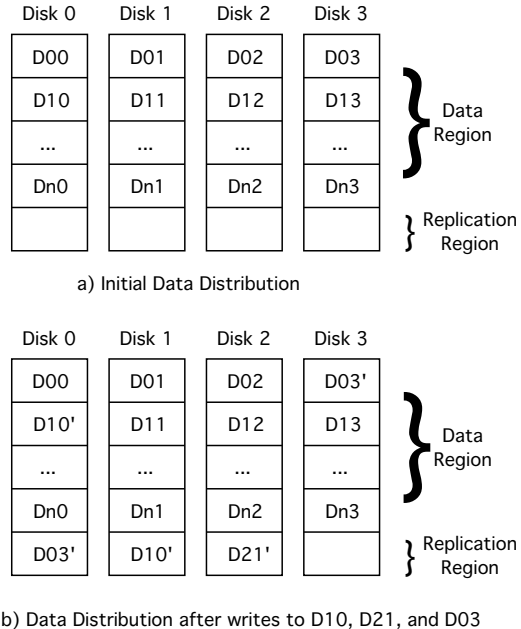 Disk 0 Disk 1 Disk 2 Disk 3
D00 D01 D02 D03
D10 D11 D12 D13
... ... ... ...
Dn0 Dn1 Dn2 Dn3
Data
Region
Replication
Region
a) Initial Data Distribution
Disk 0 Disk 1 Disk 2 Disk 3
D00 D01 D02 D03'
D10' D11 D12 D13
... ... ... ...
Dn0 Dn1 Dn2 Dn3
D03' D10' D21'
Data
Region
Replication
Region
b) Data Distribution after writes to D10, D21, and D03